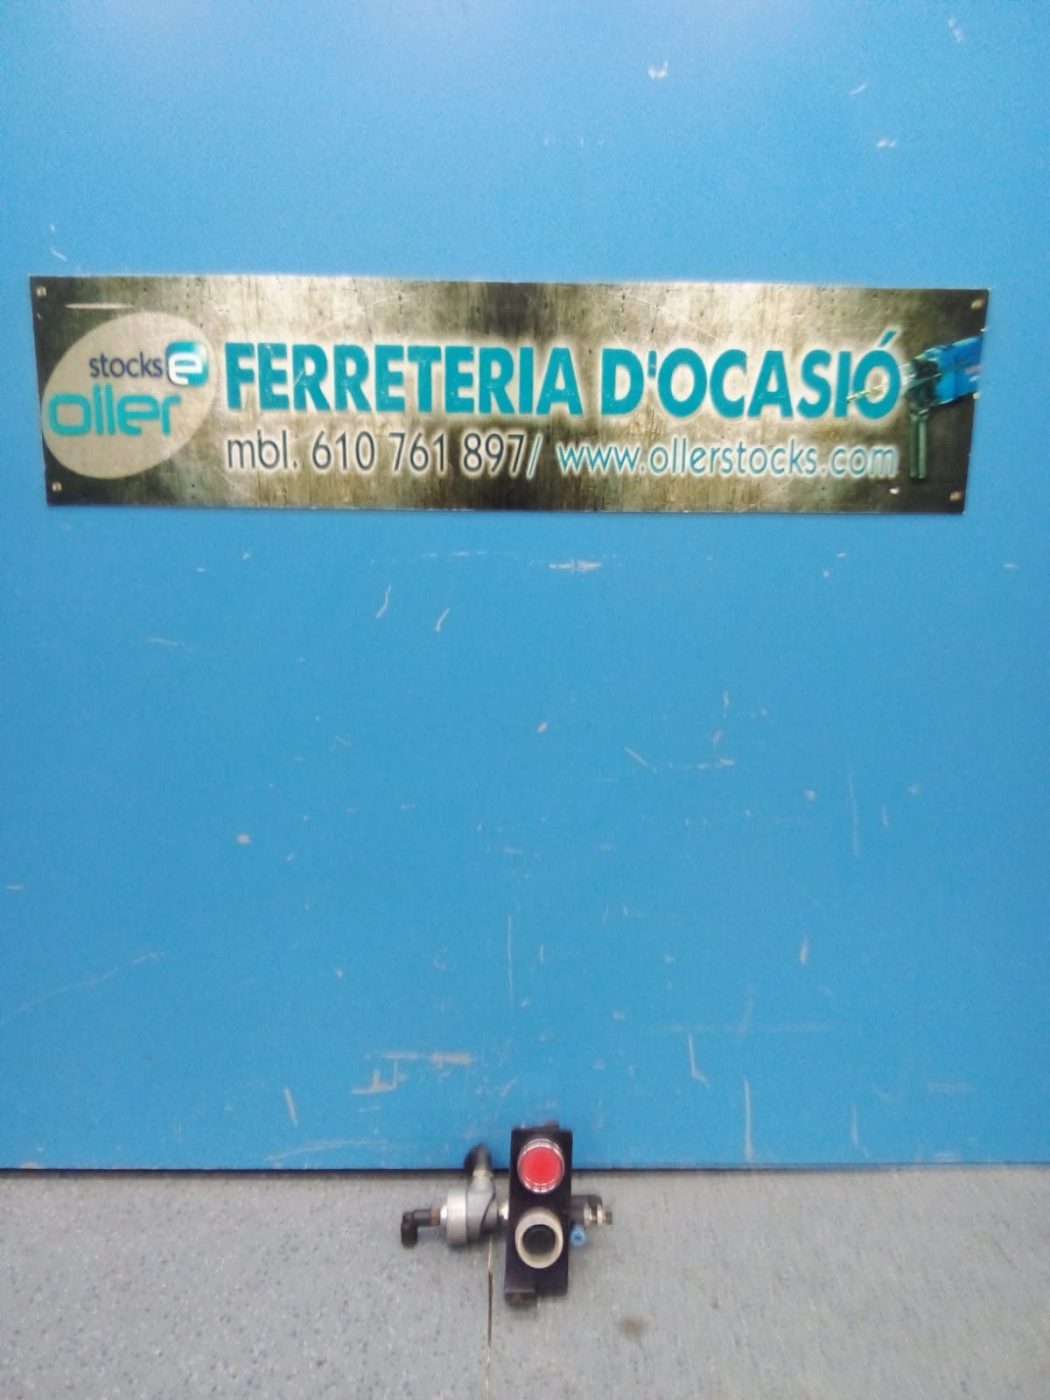 stocks e
oller
FERRETERIA D'OCASIÓ
mbl. 610 761 897/ www.ollerstocks.com